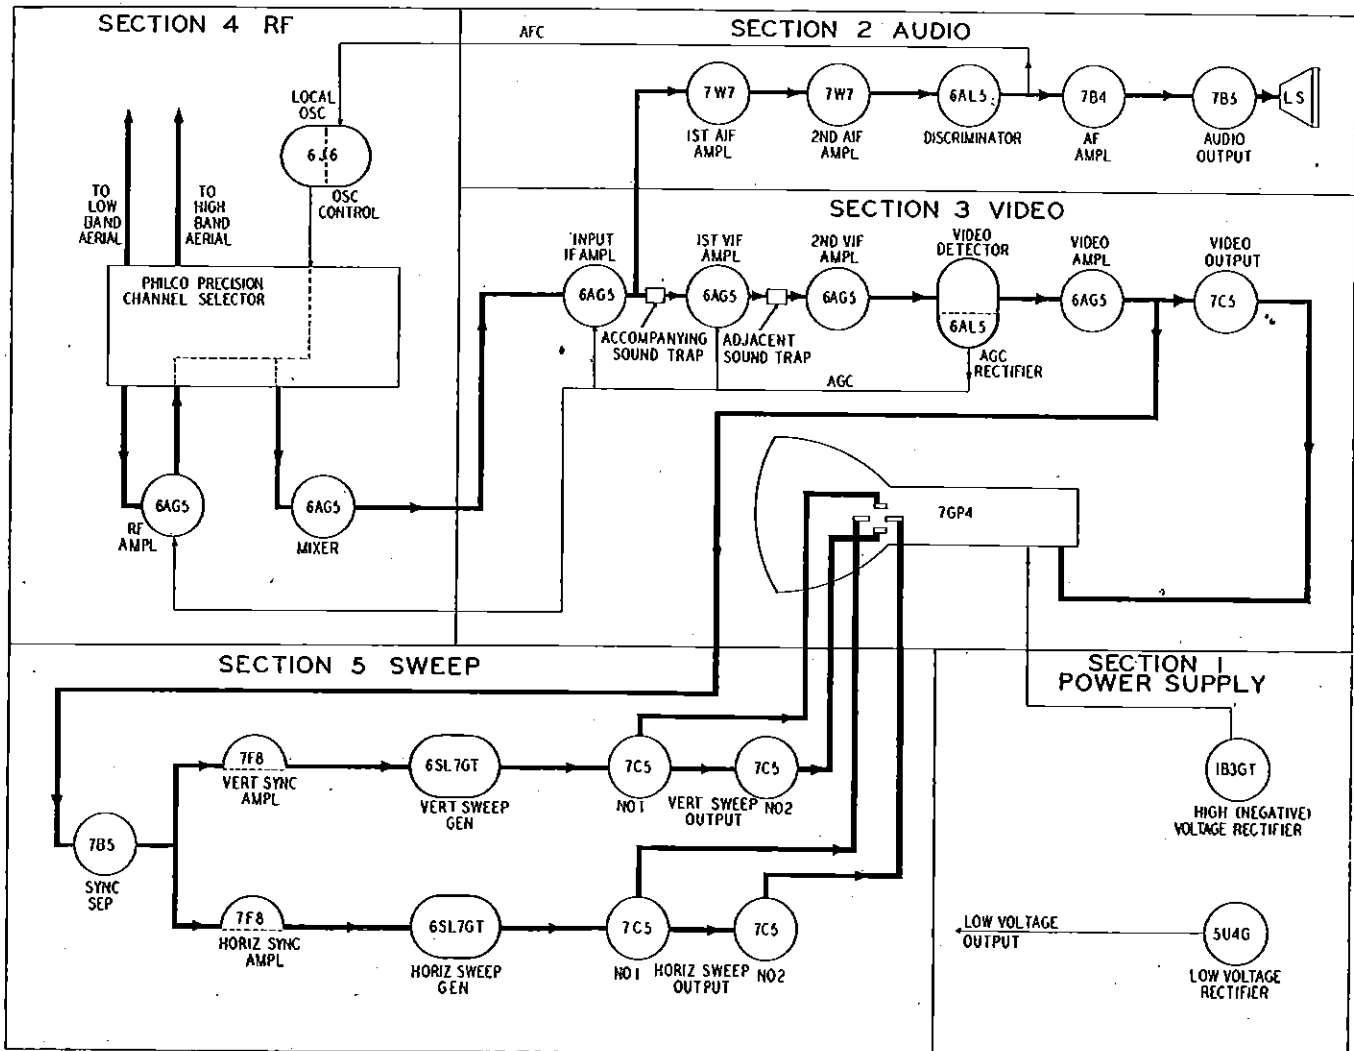 SECTION 4 RF
AFC
SECTION 2 AUDIO
LOCAL
OSC
6J6
OSC
CONTROL
TO
LOW
BAND
AERIAL
TO
HIGH
BAND
AERIAL
PHILCO PRECISION
CHANNEL SELECTOR
6AG5
RF
AMPL
6AG5
MIXER
7W7
1ST AIF
AMPL
7W7
2ND AIF
AMPL
6AL5
DISCRIMINATOR
7B4
AF
AMPL
7B5
AUDIO
OUTPUT
LS
SECTION 3 VIDEO
INPUT
IF AMPL
6AG5
ACCOMPANYING
SOUND TRAP
1ST VIF
AMPL
6AG5
ADJACENT
SOUND TRAP
2ND VIF
AMPL
6AG5
VIDEO
DETECTOR
6AL5
AGC
RECTIFIER
AGC
VIDEO
AMPL
6AG5
VIDEO
OUTPUT
7C5
7GP4
SECTION 5 SWEEP
7B5
SYNC
SEP
7F8
VERT SYNC
AMPL
6SL7GT
VERT SWEEP
GEN
7C5
NO1
VERT SWEEP
OUTPUT
7C5
NO2
7F8
HORIZ SYNC
AMPL
6SL7GT
HORIZ SWEEP
GEN
7C5
NO1
HORIZ SWEEP
OUTPUT
7C5
NO2
SECTION 1
POWER SUPPLY
1B3GT
HIGH (NEGATIVE)
VOLTAGE RECTIFIER
LOW VOLTAGE
OUTPUT
5U4G
LOW VOLTAGE
RECTIFIER